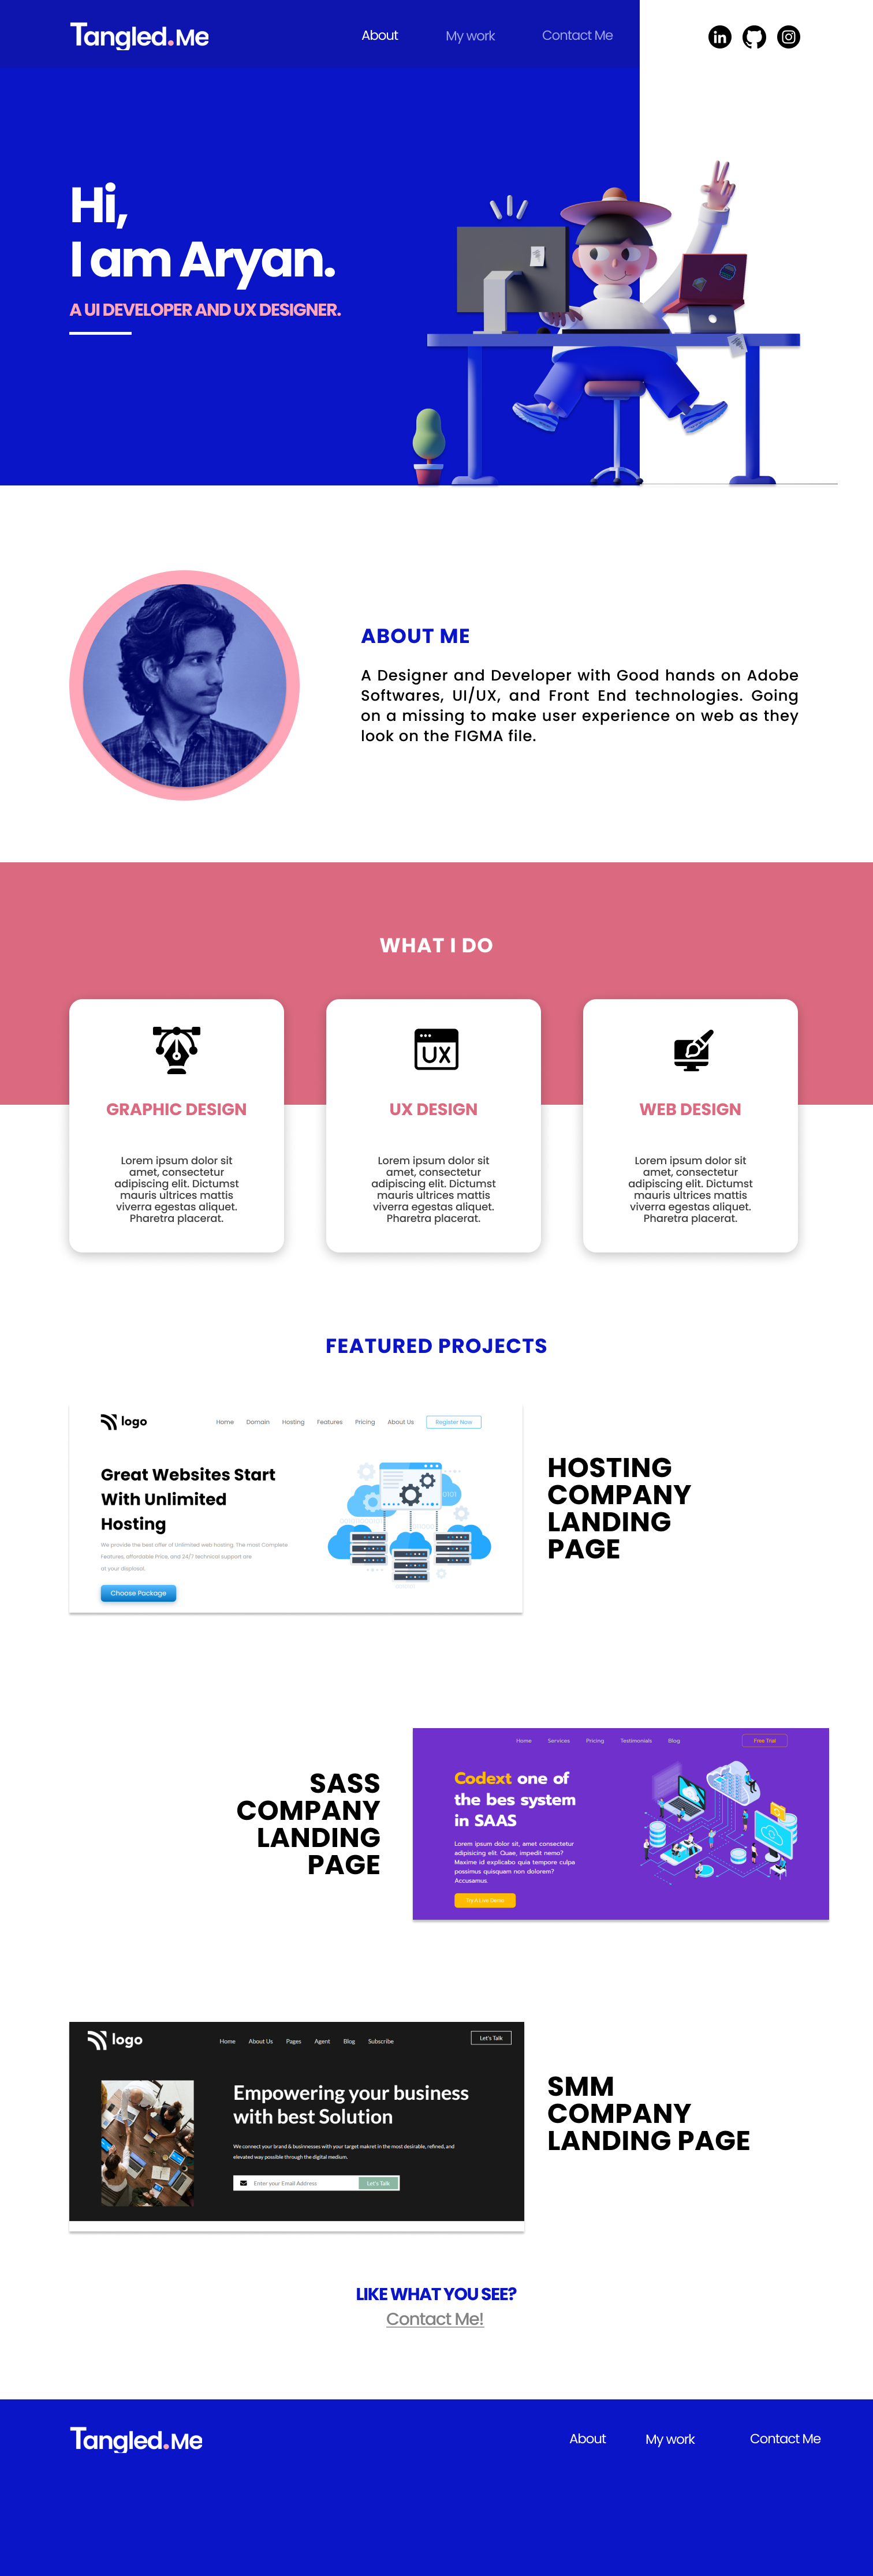 Tangled.Me
About
My work
Contact Me
in
Hi,
I am Aryan.
A UI DEVELOPER AND UX DESIGNER.
ABOUT ME
A Designer and Developer with Good hands on Adobe
Softwares, UI/UX, and Front End technologies. Going
on a missing to make user experience on web as they
look on the FIGMA file.
WHAT I DO
UX
GRAPHIC DESIGN
Lorem ipsum dolor sit
amet, consectetur
adipiscing elit. Dictumst
mauris ultrices mattis
viverra egestas aliquet.
Pharetra placerat.
UX DESIGN
Lorem ipsum dolor sit
amet, consectetur
adipiscing elit. Dictumst
mauris ultrices mattis
viverra egestas aliquet.
Pharetra placerat.
WEB DESIGN
Lorem ipsum dolor sit
amet, consectetur
adipiscing elit. Dictumst
mauris ultrices mattis
viverra egestas aliquet.
Pharetra placerat.
FEATURED PROJECTS
logo
Home
Domain
Hosting
Features
Pricing
About Us
Register Now
Great Websites Start
With Unlimited
Hosting
We provide the best offer of Unlimited web hosting. The most Complete
Features, affordable Price, and 24/7 technical support are
at your disposal.
Choose Package
HOSTING
COMPANY
LANDING
PAGE
SASS
COMPANY
LANDING
PAGE
Home
Services
Pricing
Testimonials
Blog
Free Trial
Codext one of
the bes system
in SAAS
Lorem ipsum dolor sit, amet consectetur
adipisicing elit. Quae, impedit nemo?
Maxime id explicabo quia tempore culpa
possimus quisquam non dolorem?
Accusamus.
Try A Live Demo
logo
Home
About Us
Pages
Agent
Blog
Subscribe
Let's Talk
Empowering your business
with best Solution
We connect your brand & businesses with your target makret in the most desirable, refined, and
elevated way possible through the digital medium.
Enter your Email Address
Let's Talk
SMM
COMPANY
LANDING PAGE
LIKE WHAT YOU SEE?
Contact Me!
Tangled.Me
About
My work
Contact Me